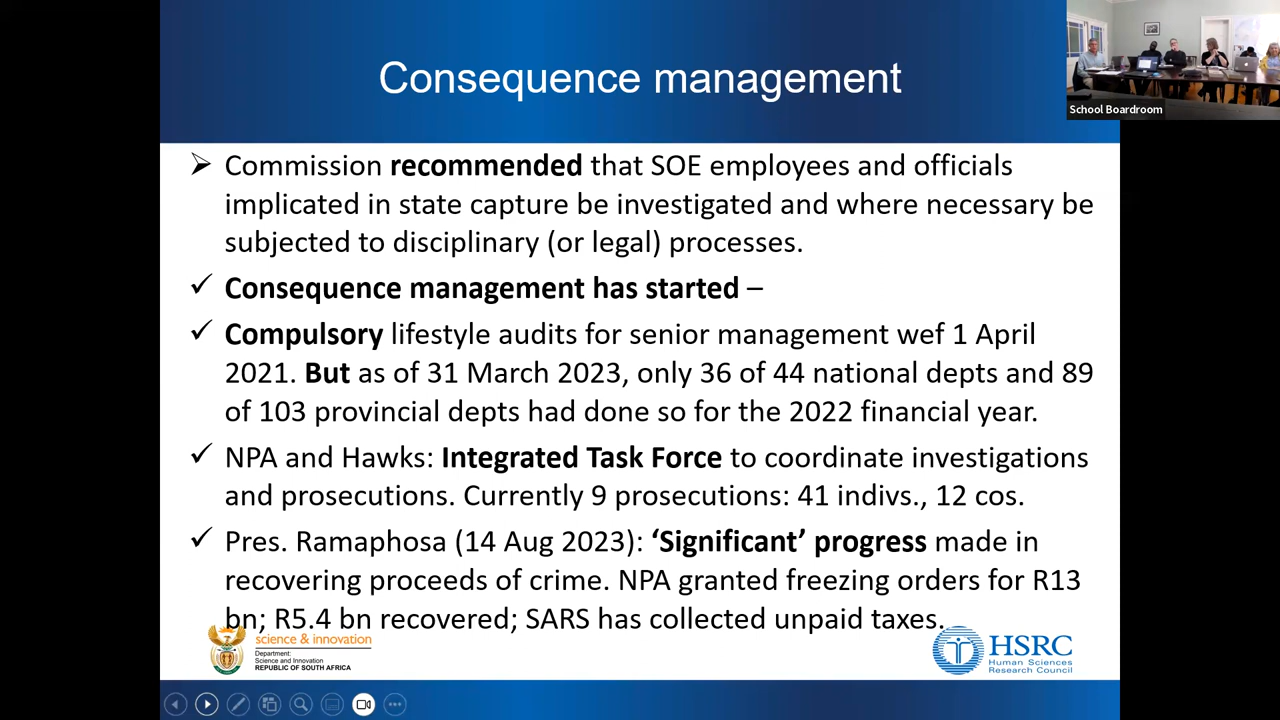 Consequence management
School Boardroom
➢ Commission recommended that SOE employees and officials
implicated in state capture be investigated and where necessary be
subjected to disciplinary (or legal) processes.
✓ Consequence management has started –
✓ Compulsory lifestyle audits for senior management wef 1 April
2021. But as of 31 March 2023, only 36 of 44 national depts and 89
of 103 provincial depts had done so for the 2022 financial year.
✓ NPA and Hawks: Integrated Task Force to coordinate investigations
and prosecutions. Currently 9 prosecutions: 41 indivs., 12 cos.
✓ Pres. Ramaphosa (14 Aug 2023): ‘Significant’ progress made in
recovering proceeds of crime. NPA granted freezing orders for R13
bn; R5.4 bn recovered; SARS has collected unpaid taxes.
science & innovation
Department:
Science and Innovation
REPUBLIC OF SOUTH AFRICA
HSRC
Human Sciences
Research Council